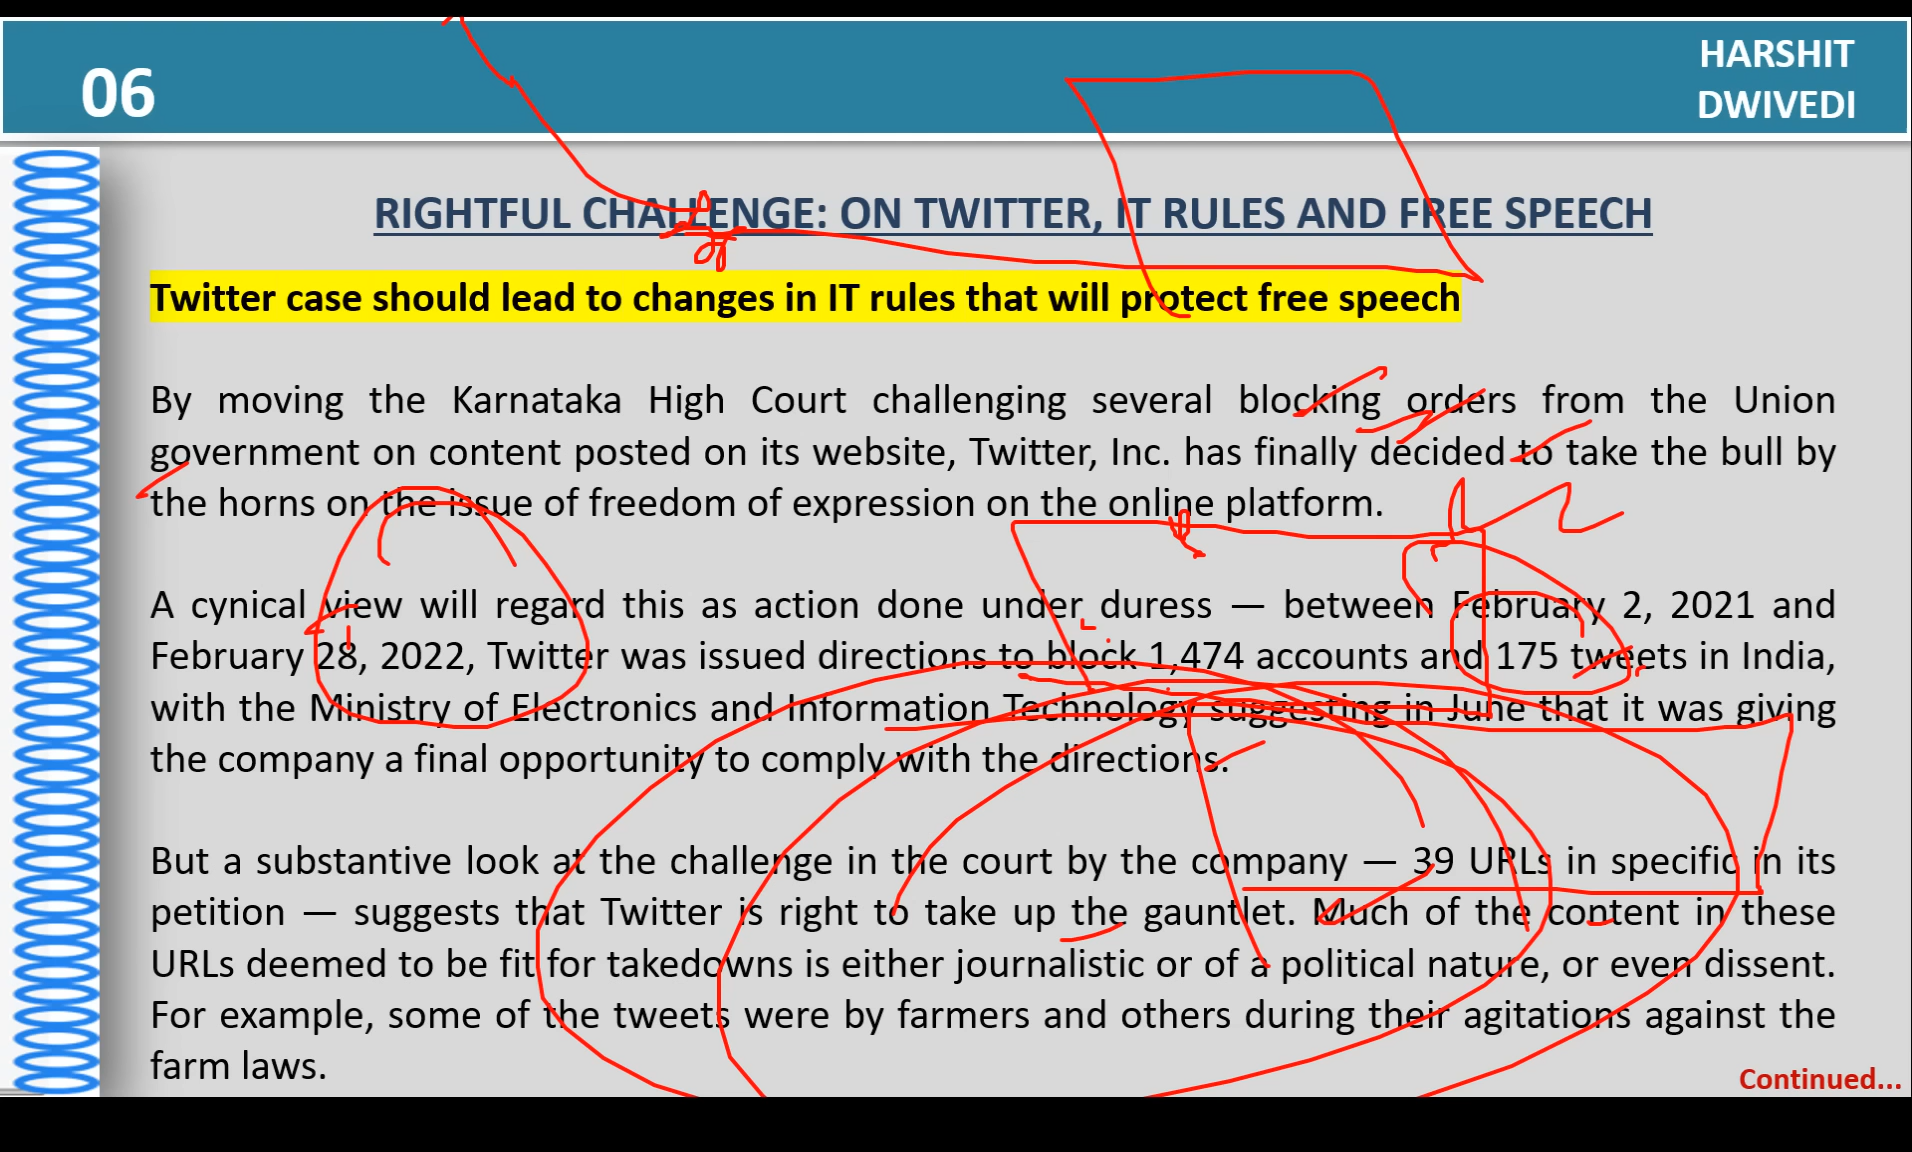 06
HARSHIT
DWIVEDI
RIGHTFUL CHALLENGE: ON TWITTER, IT RULES AND FREE SPEECH
Twitter case should lead to changes in IT rules that will protect free speech
By moving the Karnataka High Court challenging several blocking orders from the Union
government on content posted on its website, Twitter, Inc. has finally decided to take the bull by
the horns on the issue of freedom of expression on the online platform.
A cynical view will regard this as action done under duress — between February 2, 2021 and
February 28, 2022, Twitter was issued directions to block 1,474 accounts and 175 tweets in India,
with the Ministry of Electronics and Information Technology suggesting in June that it was giving
the company a final opportunity to comply with the directions.
But a substantive look at the challenge in the court by the company — 39 URLs in specific in its
petition — suggests that Twitter is right to take up the gauntlet. Much of the content in these
URLs deemed to be fit for takedowns is either journalistic or of a political nature, or even dissent.
For example, some of the tweets were by farmers and others during their agitations against the
farm laws.
Continued...